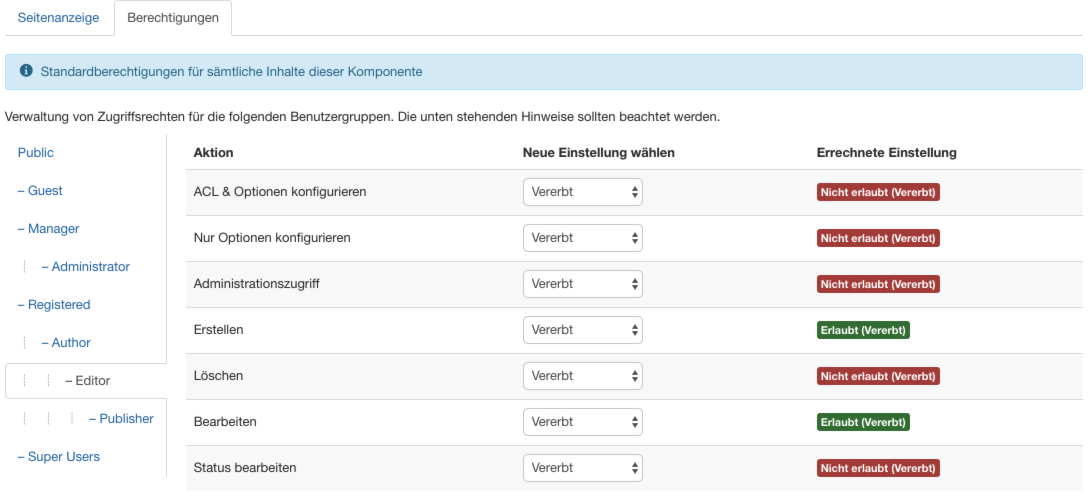 Seitenanzeige Berechtigungen
Standardberechtigungen für sämtliche Inhalte dieser Komponente
Verwaltung von Zugriffsrechten für die folgenden Benutzergruppen. Die unten stehenden Hinweise sollten beachtet werden.
Public
– Guest
– Manager
– Administrator
– Registered
– Author
– Editor
– Publisher
– Super Users
Aktion Neue Einstellung wählen Errechnete Einstellung
ACL & Optionen konfigurieren Vererbt Nicht erlaubt (Vererbt)
Nur Optionen konfigurieren Vererbt Nicht erlaubt (Vererbt)
Administrationszugriff Vererbt Nicht erlaubt (Vererbt)
Erstellen Vererbt Erlaubt (Vererbt)
Löschen Vererbt Nicht erlaubt (Vererbt)
Bearbeiten Vererbt Erlaubt (Vererbt)
Status bearbeiten Vererbt Nicht erlaubt (Vererbt)